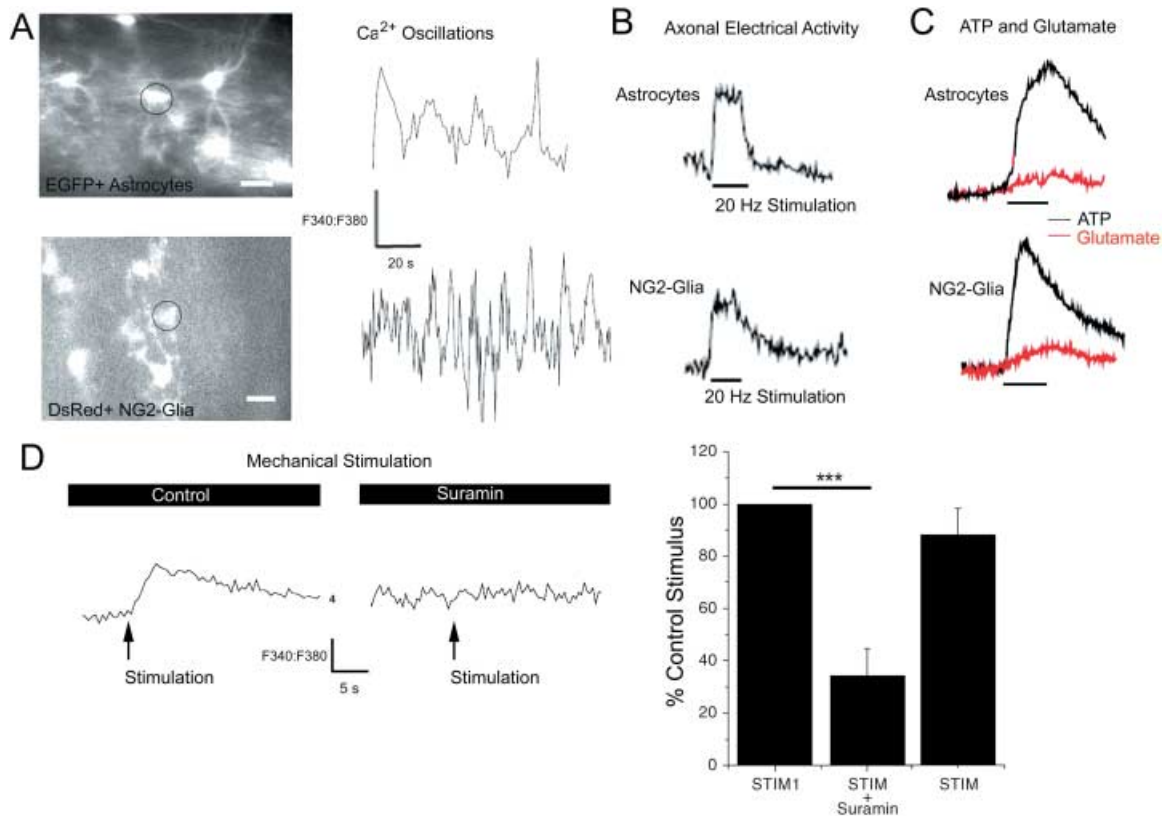 A
Ca2+ Oscillations
EGFP+ Astrocytes
F340:F380
20 s
DsRed+ NG2-Glia
B
Axonal Electrical Activity
Astrocytes
20 Hz Stimulation
NG2-Glia
20 Hz Stimulation
C
ATP and Glutamate
Astrocytes
ATP
Glutamate
NG2-Glia
D
Mechanical Stimulation
Control
Suramin
4
Stimulation
F340:F380
5 s
Stimulation
% Control Stimulus
120
100
80
60
40
20
0
***
STIM1
STIM
+
Suramin
STIM